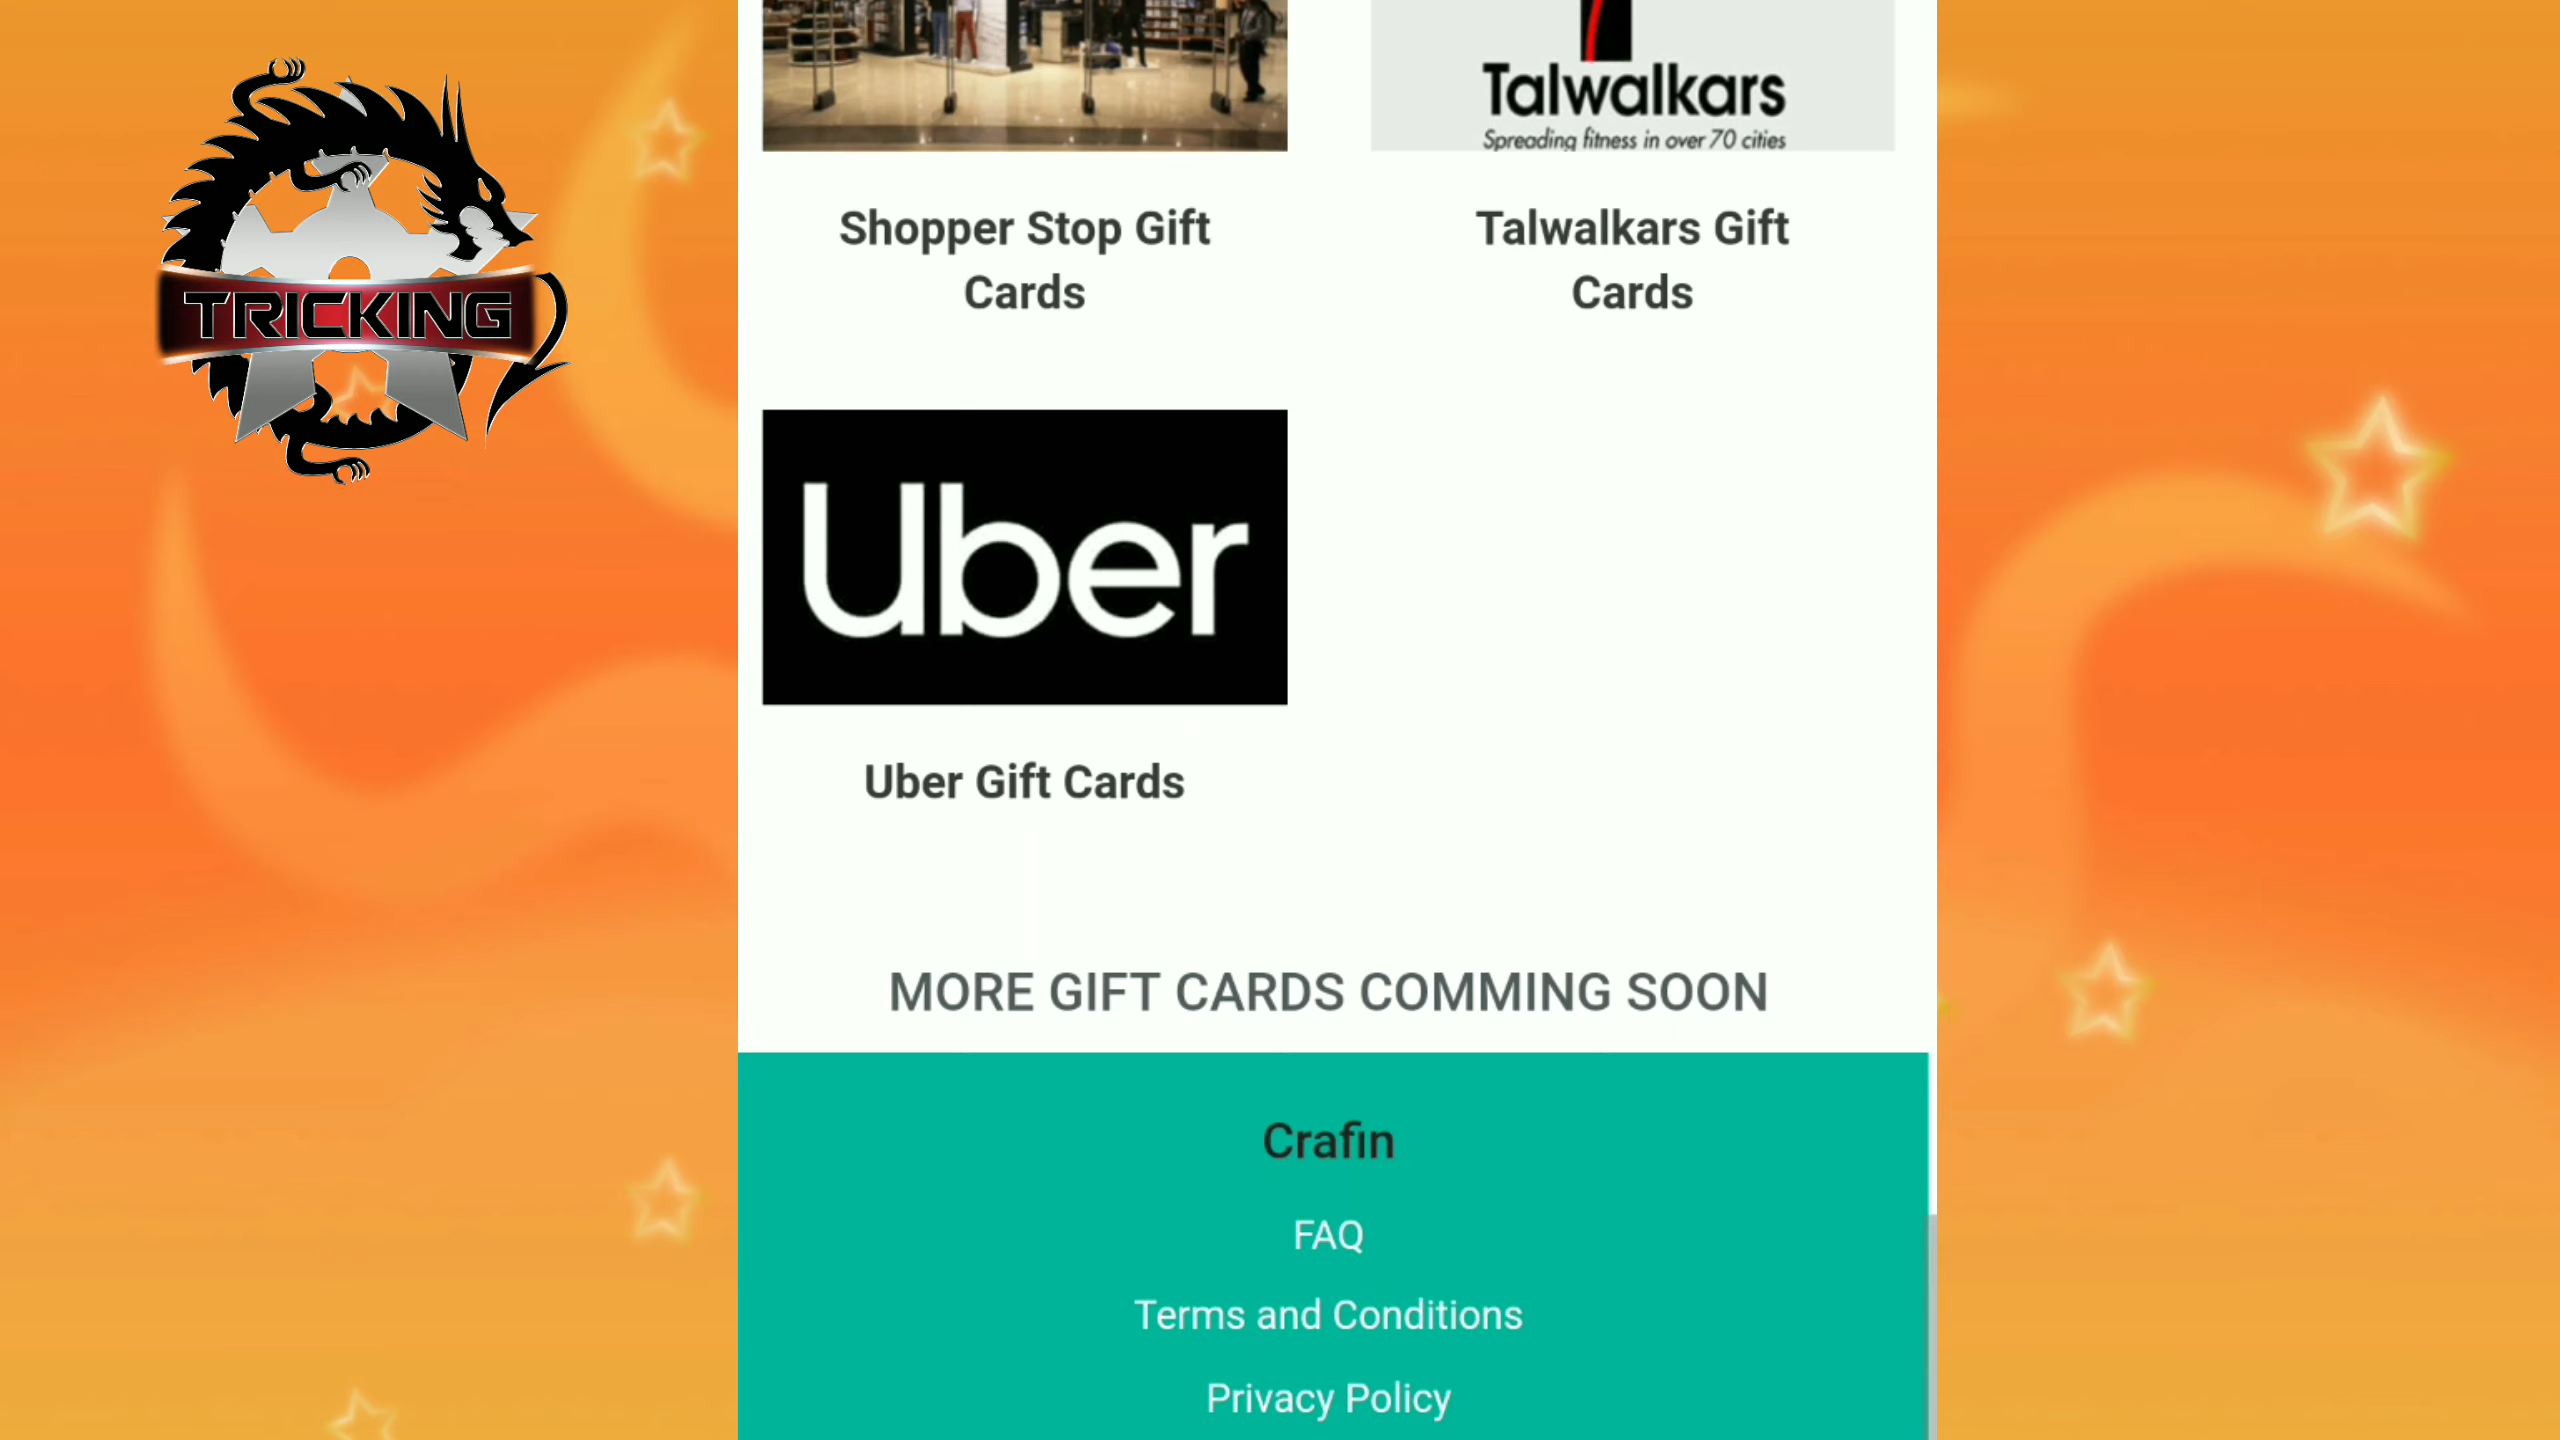 TRICKING
Talwalkars
Spreading fitness in over 70 cities
Shopper Stop Gift
Cards
Talwalkars Gift
Cards
Uber
Uber Gift Cards
MORE GIFT CARDS COMMING SOON
Crafin
FAQ
Terms and Conditions
Privacy Policy